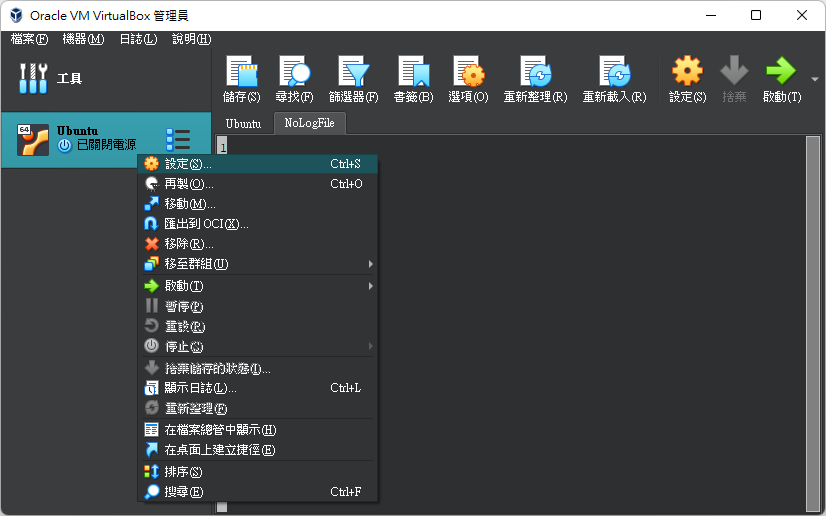 Oracle VM VirtualBox 管理員
檔案(F) 機器(M) 日誌(L) 說明(H)
工具
儲存(S) 尋找(F) 篩選器(F) 書籤(B) 選項(O) 重新整理(R) 重新載入(R) 設定(S) 捨棄 啟動(T)
64
Ubuntu
已關閉電源
Ubuntu NoLogFile
1
設定(S)... Ctrl+S
再製(O)... Ctrl+O
移動(M)...
匯出到 OCI(X)...
移除(R)...
移至群組(U)
啟動(T)
暫停(P)
重設(R)
停止(S)
捨棄儲存的狀態(I)...
顯示日誌(L)... Ctrl+L
重新整理(F)
在檔案總管中顯示(H)
在桌面上建立捷徑(E)
排序(S)
搜尋(E) Ctrl+F